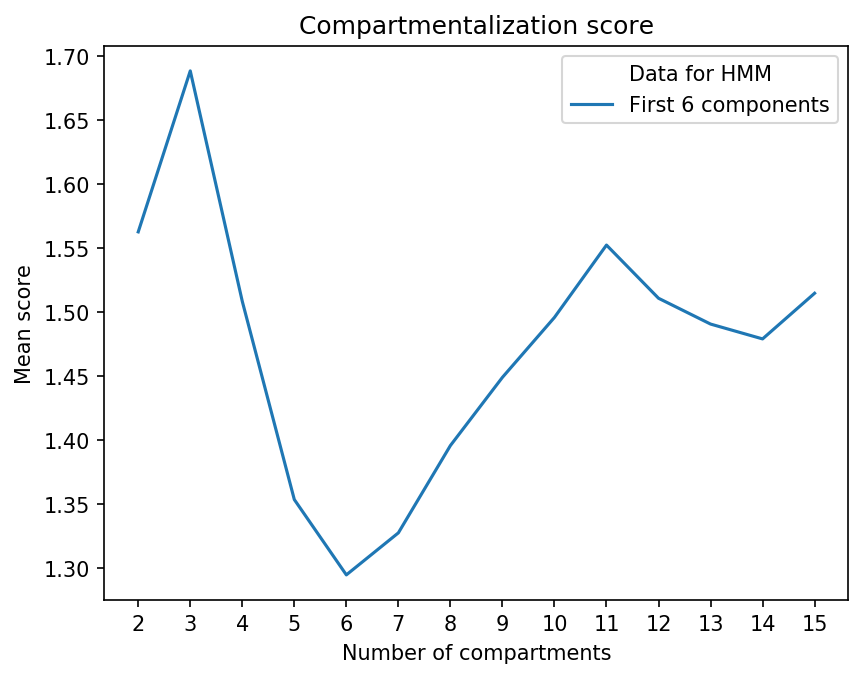 Compartmentalization score
Data for HMM
First 6 components
Mean score
1.70
1.65
1.60
1.55
1.50
1.45
1.40
1.35
1.30
2 3 4 5 6 7 8 9 10 11 12 13 14 15
Number of compartments